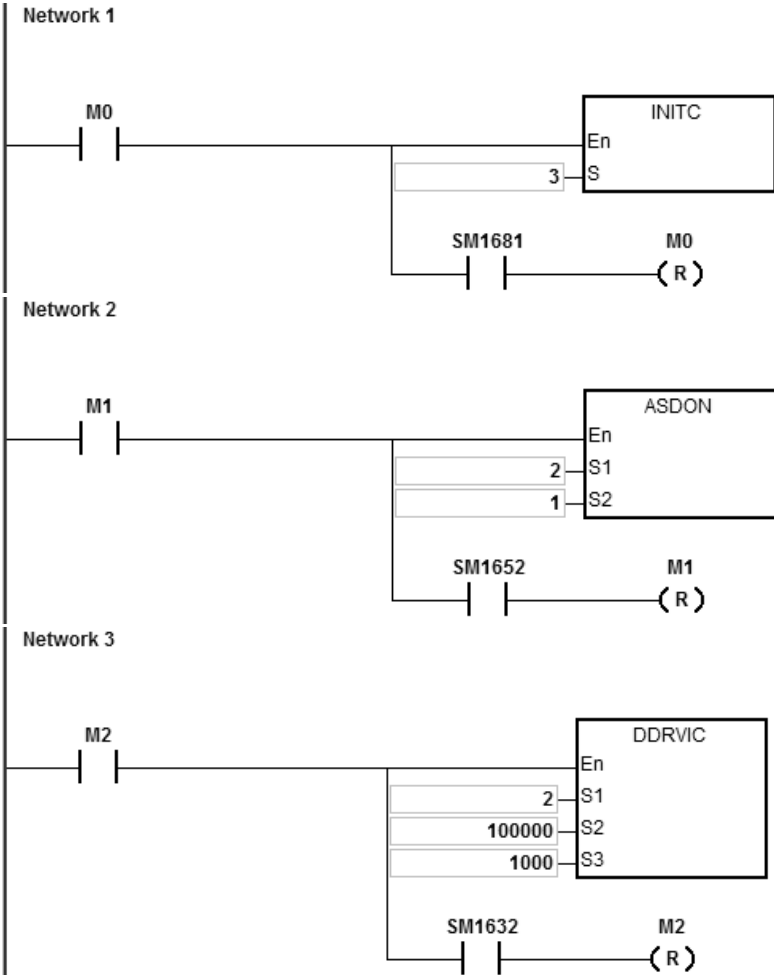 Network 1
M0
INITC
En
3 S
SM1681 M0
R
Network 2
M1
ASDON
En
2 S1
1 S2
SM1652 M1
R
Network 3
M2
DDRVIC
En
2 S1
100000 S2
1000 S3
SM1632 M2
R